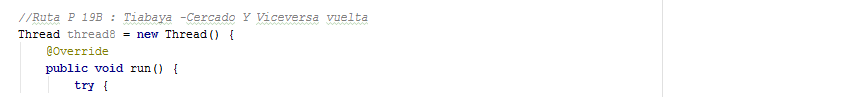 //Ruta P 19B : Tiabaya -Cercado Y Viceversa vuelta
Thread thread8 = new Thread() {
@Override
public void run() {
try {